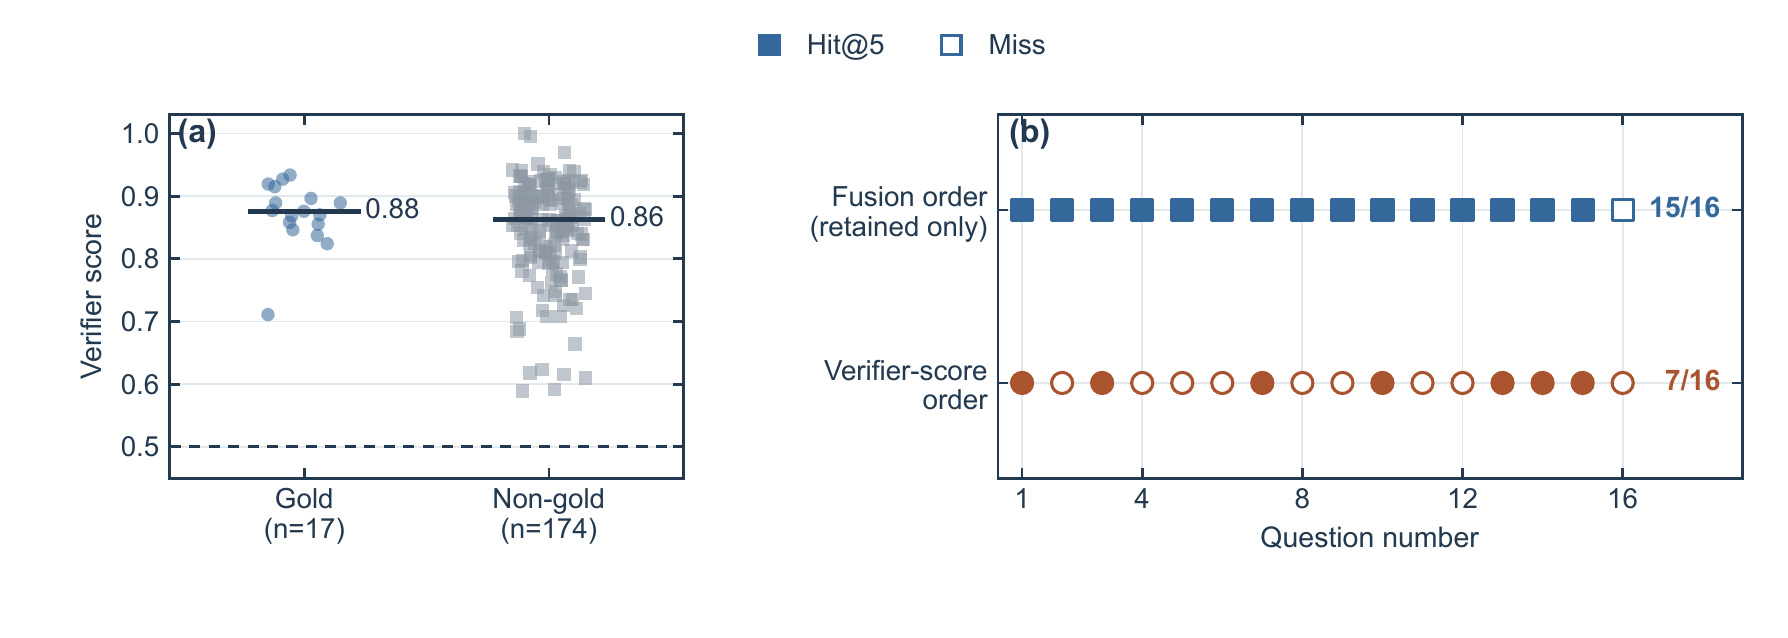 Hit@5 Miss
(a)
1.0
0.9
0.8
0.7
0.6
0.5
Verifier score
0.88
0.86
Gold
(n=17)
Non-gold
(n=174)
(b)
Fusion order
(retained only)
15/16
Verifier-score
order
7/16
1 4 8 12 16
Question number